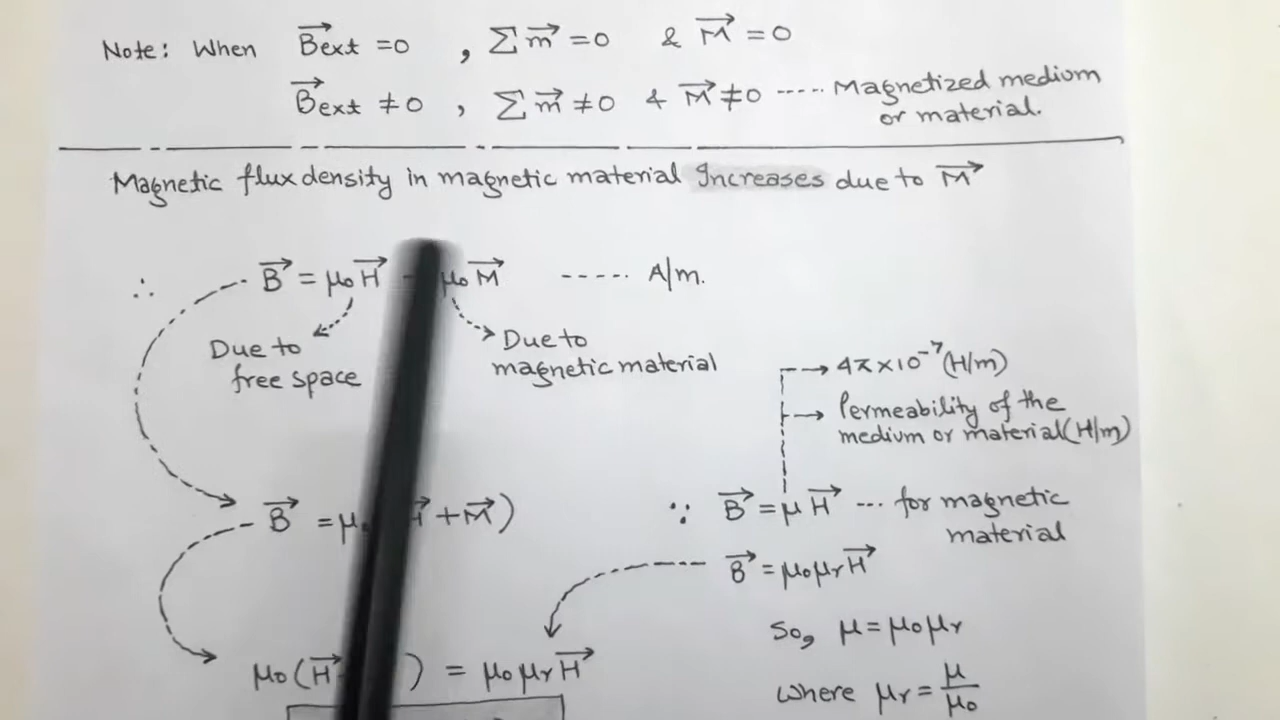 Note: When B⃗ext = 0 , Σ m⃗ = 0 & M⃗ = 0
B⃗ext ≠ 0 , Σ m⃗ ≠ 0 & M⃗ ≠ 0 ----- Magnetized medium
or material.
Magnetic flux density in magnetic material Increases due to M⃗
∴ B⃗ = μ₀H⃗ μ₀M⃗ ----- A/m.
Due to
free space
Due to
magnetic material
→ 4π×10⁻⁷ (H/m)
→ Permeability of the
medium or material (H/m)
B⃗ = μ + M⃗)
∵ B⃗ = μH⃗ --- for magnetic
material
B⃗ = μ₀μrH⃗
So, μ = μ₀μr
μ₀(H⃗ ) = μ₀μrH⃗
where μr = μ/μ₀